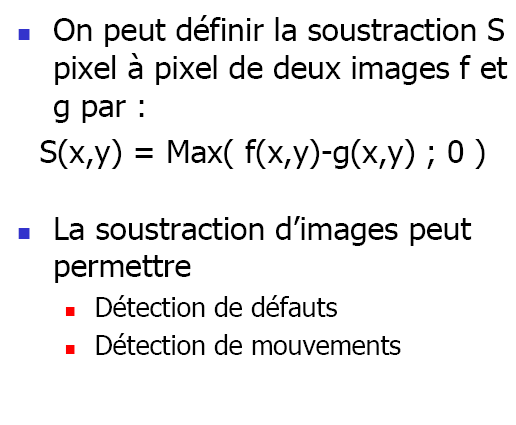 On peut définir la soustraction S
pixel à pixel de deux images f et
g par :
S(x,y) = Max( f(x,y)-g(x,y) ; 0 )
La soustraction d’images peut
permettre
Détection de défauts
Détection de mouvements